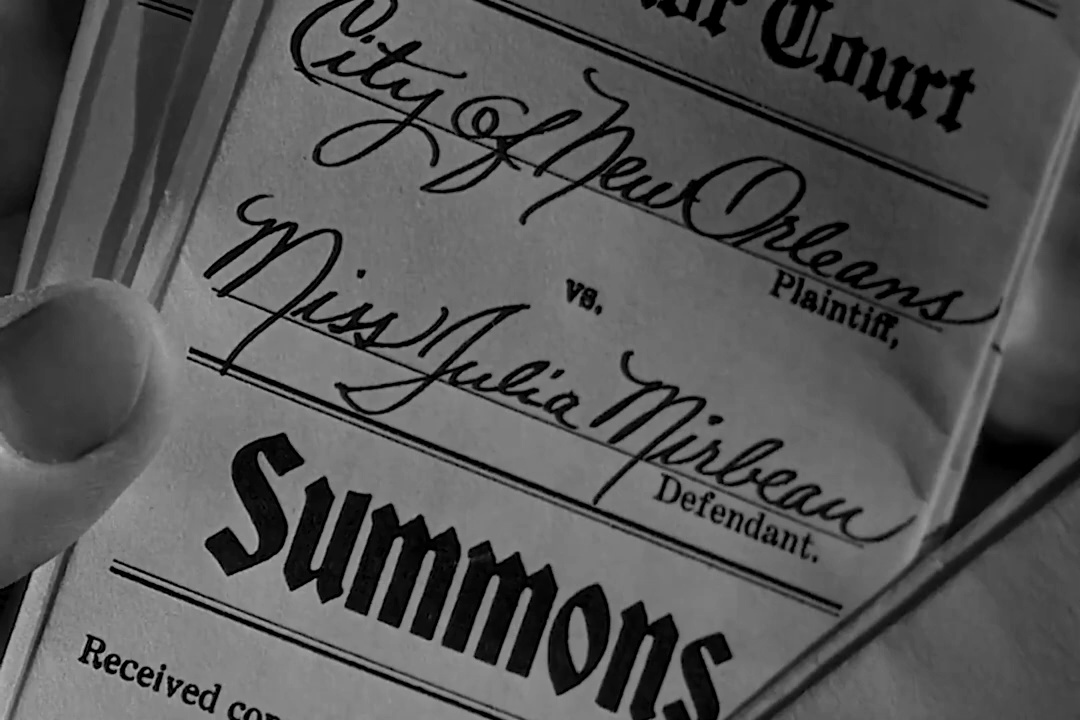 Court
City of New Orleans
Plaintiff,
vs.
Miss Julia Mirbeau
Defendant.
Summons
Received